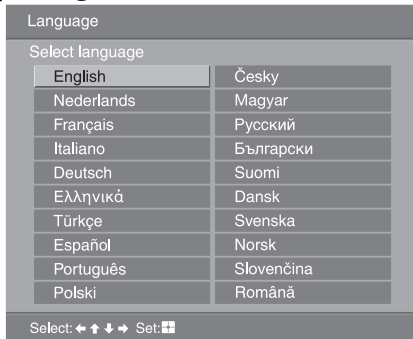 Language
Select language
English
Nederlands
Français
Italiano
Deutsch
Ελληνικά
Türkçe
Español
Português
Polski
Česky
Magyar
Русский
Български
Suomi
Dansk
Svenska
Norsk
Slovenčina
Română
Select: ← ↑ ↓ → Set: